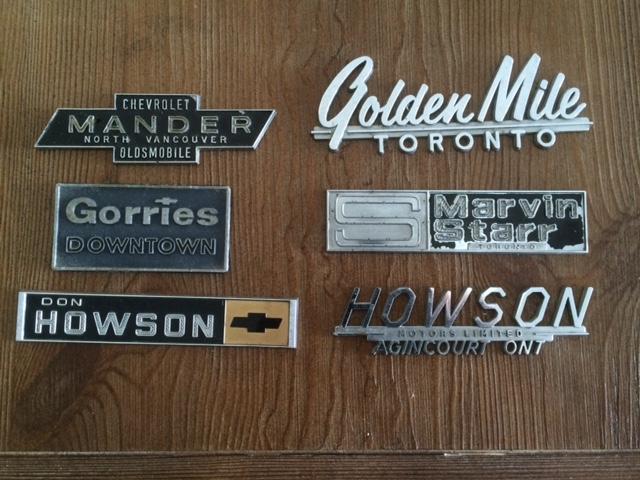 CHEVROLET
MANDER
NORTH VANCOUVER
OLDSMOBILE
Golden Mile
TORONTO
Gorries
DOWNTOWN
S
Marvin
Starr
TORONTO
DON
HOWSON
HOWSON
MOTORS LIMITED
AGINCOURT ONT